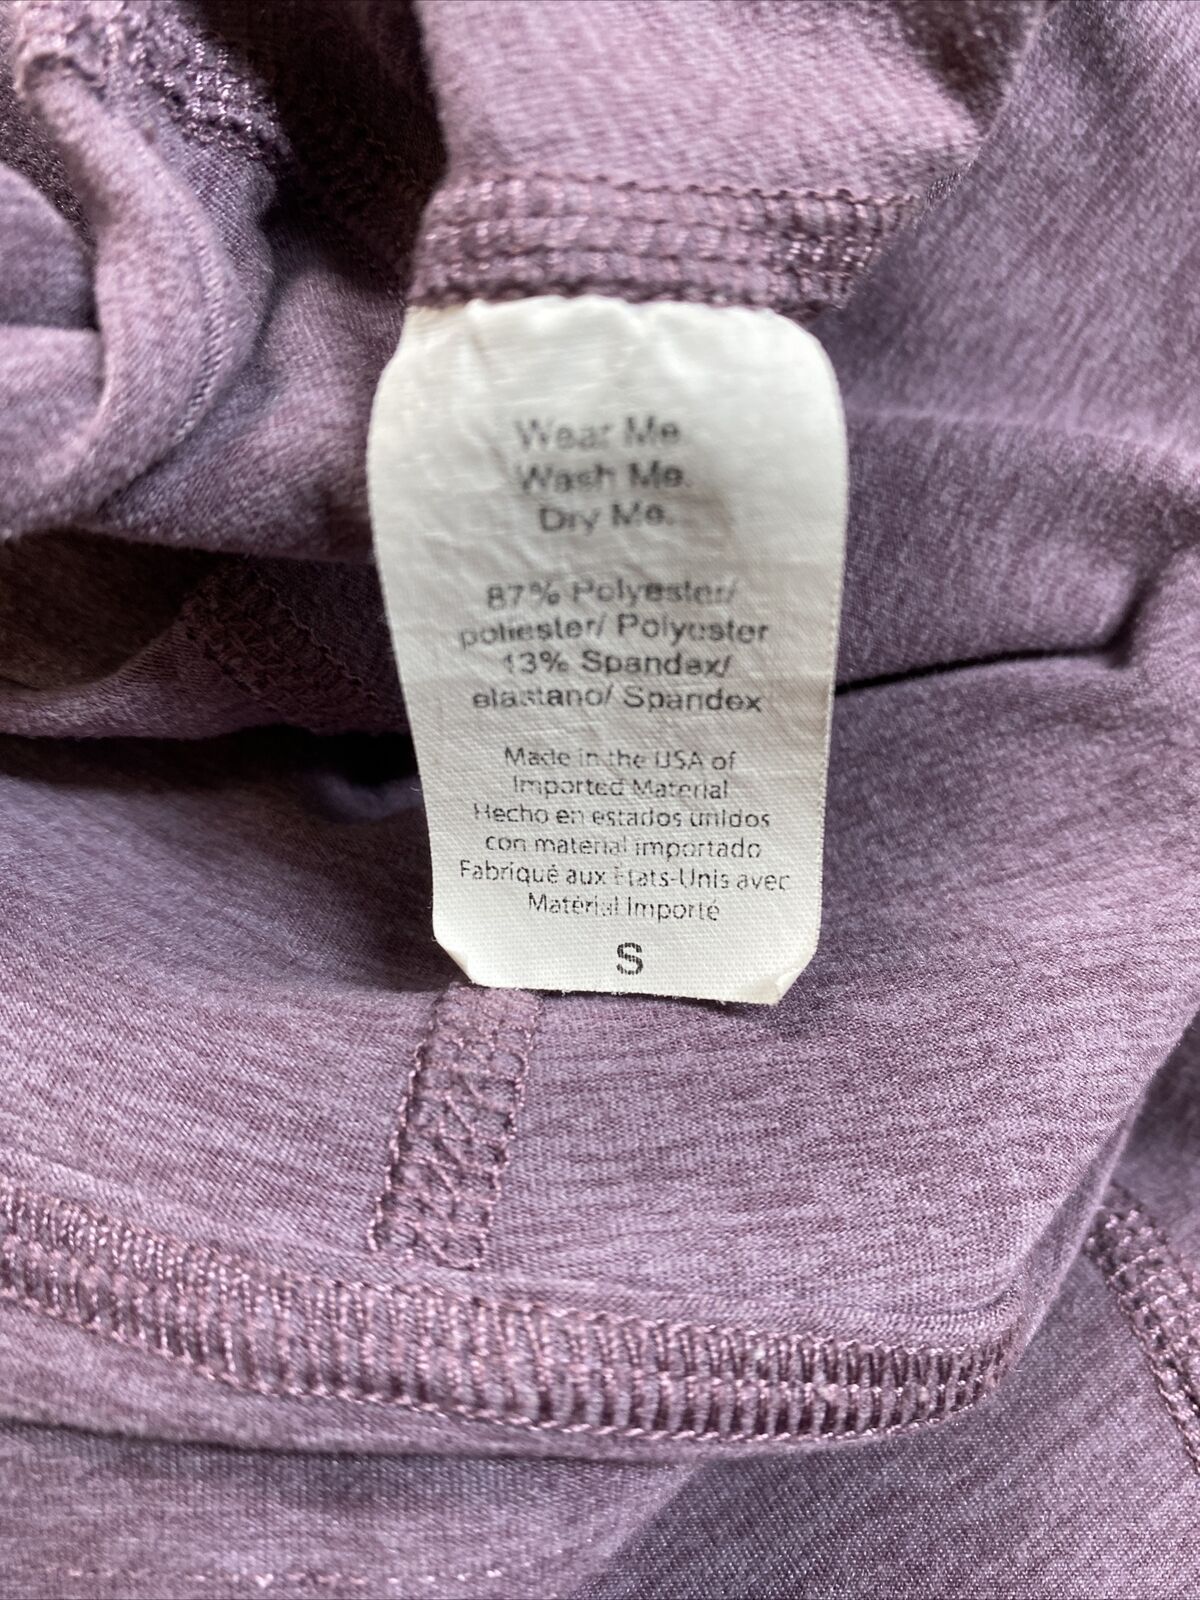 Wear Me.
Wash Me.
Dry Me.
87% Polyester/
poliester/ Polyester
13% Spandex/
elastano/ Spandex
Made in the USA of
Imported Material
Hecho en estados unidos
con material importado
Fabriqué aux Etats-Unis avec
Matérial Importé
S